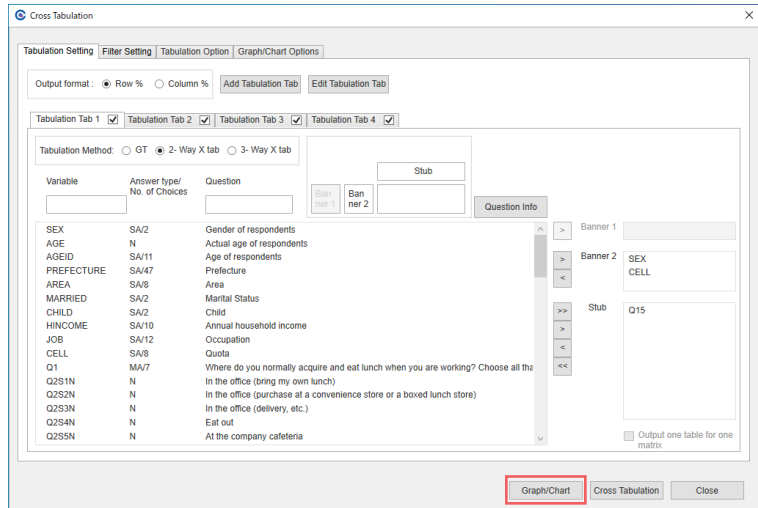 Cross Tabulation
Tabulation Setting Filter Setting Tabulation Option Graph/Chart Options
Output format : Row % Column % Add Tabulation Tab Edit Tabulation Tab
Tabulation Tab 1 Tabulation Tab 2 Tabulation Tab 3 Tabulation Tab 4
Tabulation Method: GT 2- Way X tab 3- Way X tab
Stub
Variable Answer type/ Question
No. of Choices
Ban Ban
ner 1 ner 2
Question Info
SEX SA/2 Gender of respondents
AGE N Actual age of respondents
AGEID SA/11 Age of respondents
PREFECTURE SA/47 Prefecture
AREA SA/8 Area
MARRIED SA/2 Marital Status
CHILD SA/2 Child
HINCOME SA/10 Annual household income
JOB SA/12 Occupation
CELL SA/8 Quota
Q1 MA/7 Where do you normally acquire and eat lunch when you are working? Choose all tha
Q2S1N N In the office (bring my own lunch)
Q2S2N N In the office (purchase at a convenience store or a boxed lunch store)
Q2S3N N In the office (delivery, etc.)
Q2S4N N Eat out
Q2S5N N At the company cafeteria
> Banner 1
> Banner 2 SEX
< CELL
>> Stub Q15
>
<
<<
Output one table for one
matrix
Graph/Chart Cross Tabulation Close